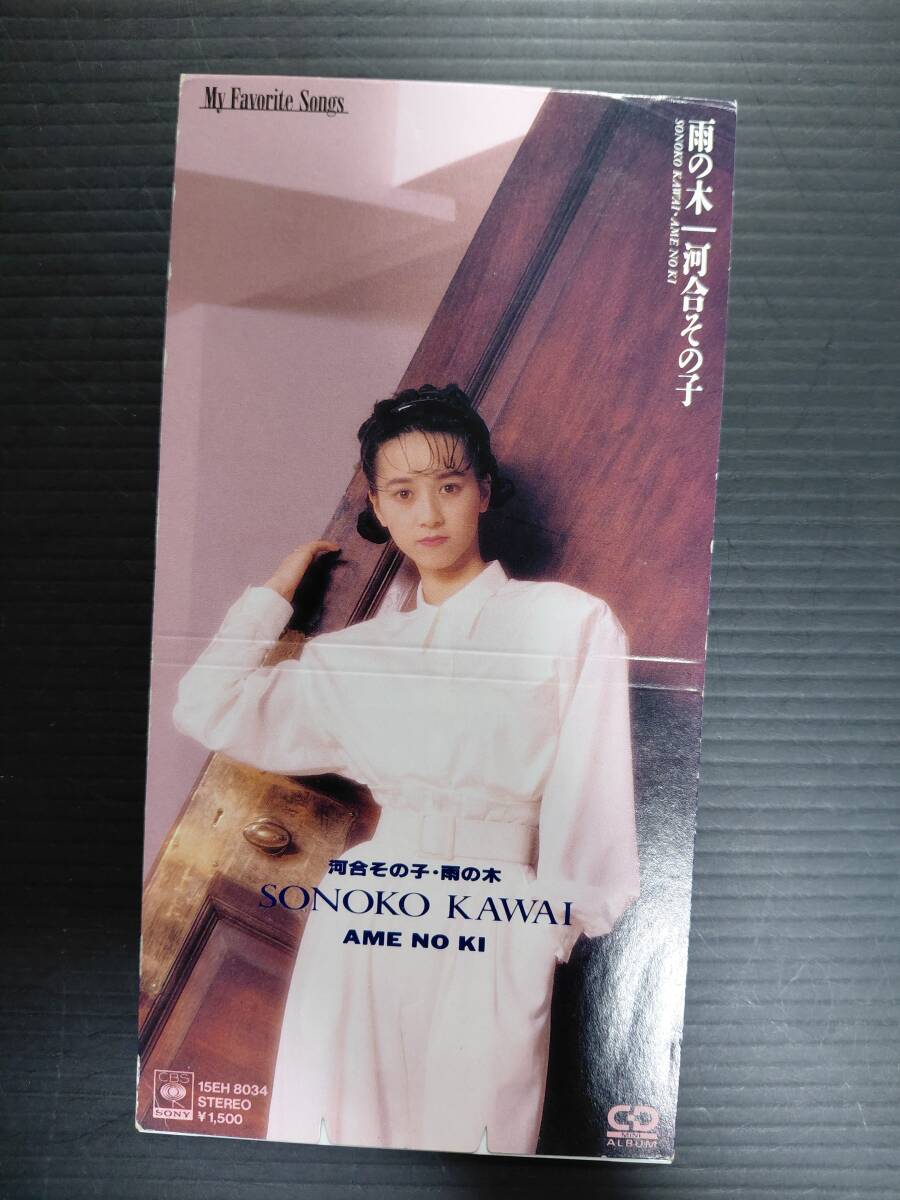 My Favorite Songs
雨の木|河合その子
SONOKO KAWAI・AME NO KI
河合その子・雨の木
SONOKO KAWAI
AME NO KI
CBS
SONY
15EH 8034
STEREO
¥1,500
CD
MINI
ALBUM